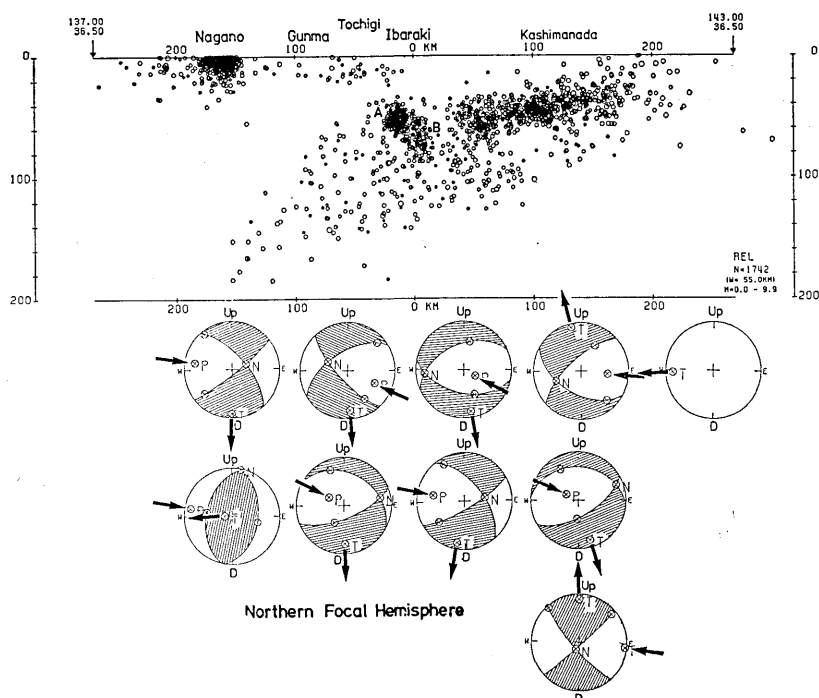 137.00
36.50
143.00
36.50
Nagano Gunma Tochigi Ibaraki Kashimanada
200 100 0 KM 100 200
0 0
A
B
100 100
REL
N=1742
(W= 55.0KM)
M=0.0 - 9.9
200 200
200 100 0 KM 100 200
Up Up Up Up Up
W P N E
T
D
N E
T
D
W N E
T
D
T
W N E
D
W E
D
Up Up Up Up
N
W E
D
W P N E
T
D
W P N E
T
D
W P N E
T
D
Northern Focal Hemisphere
Up
T
W N
D